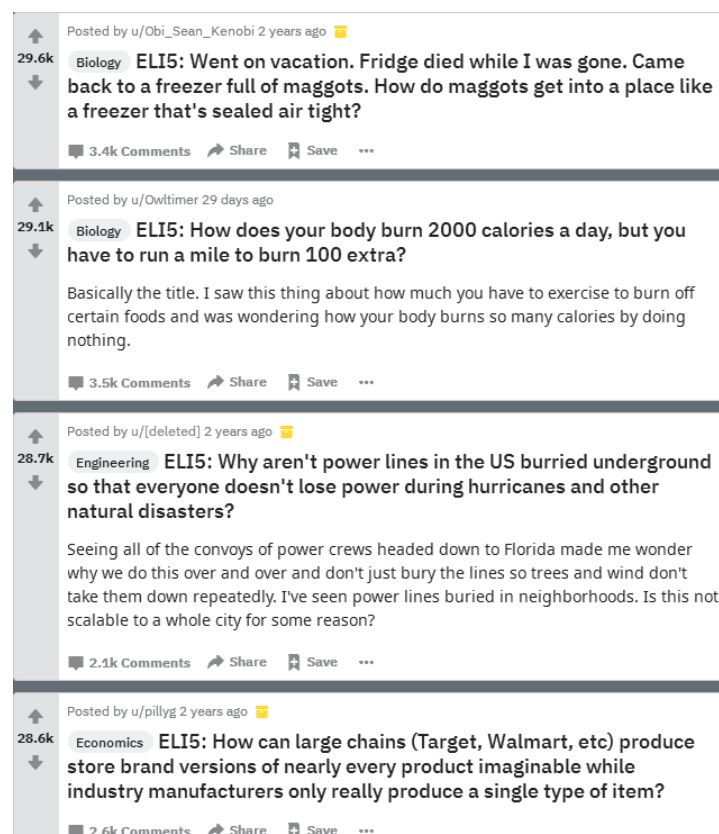 Posted by u/Obi_Sean_Kenobi 2 years ago
29.6k
Biology ELI5: Went on vacation. Fridge died while I was gone. Came
back to a freezer full of maggots. How do maggots get into a place like
a freezer that's sealed air tight?
3.4k Comments Share Save
Posted by u/Owltimer 29 days ago
29.1k
Biology ELI5: How does your body burn 2000 calories a day, but you
have to run a mile to burn 100 extra?
Basically the title. I saw this thing about how much you have to exercise to burn off
certain foods and was wondering how your body burns so many calories by doing
nothing.
3.5k Comments Share Save
Posted by u/[deleted] 2 years ago
28.7k
Engineering ELI5: Why aren't power lines in the US burried underground
so that everyone doesn't lose power during hurricanes and other
natural disasters?
Seeing all of the convoys of power crews headed down to Florida made me wonder
why we do this over and over and don't just bury the lines so trees and wind don't
take them down repeatedly. I've seen power lines buried in neighborhoods. Is this not
scalable to a whole city for some reason?
2.1k Comments Share Save
Posted by u/pillyg 2 years ago
28.6k
Economics ELI5: How can large chains (Target, Walmart, etc) produce
store brand versions of nearly every product imaginable while
industry manufacturers only really produce a single type of item?
2.6k Comments Share Save